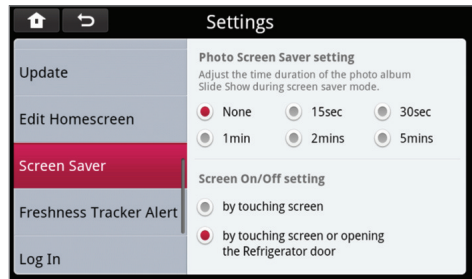 Settings
Update
Edit Homescreen
Screen Saver
Freshness Tracker Alert
Log In
Photo Screen Saver setting
Adjust the time duration of the photo album
Slide Show during screen saver mode.
None 15sec 30sec
1min 2mins 5mins
Screen On/Off setting
by touching screen
by touching screen or opening
the Refrigerator door